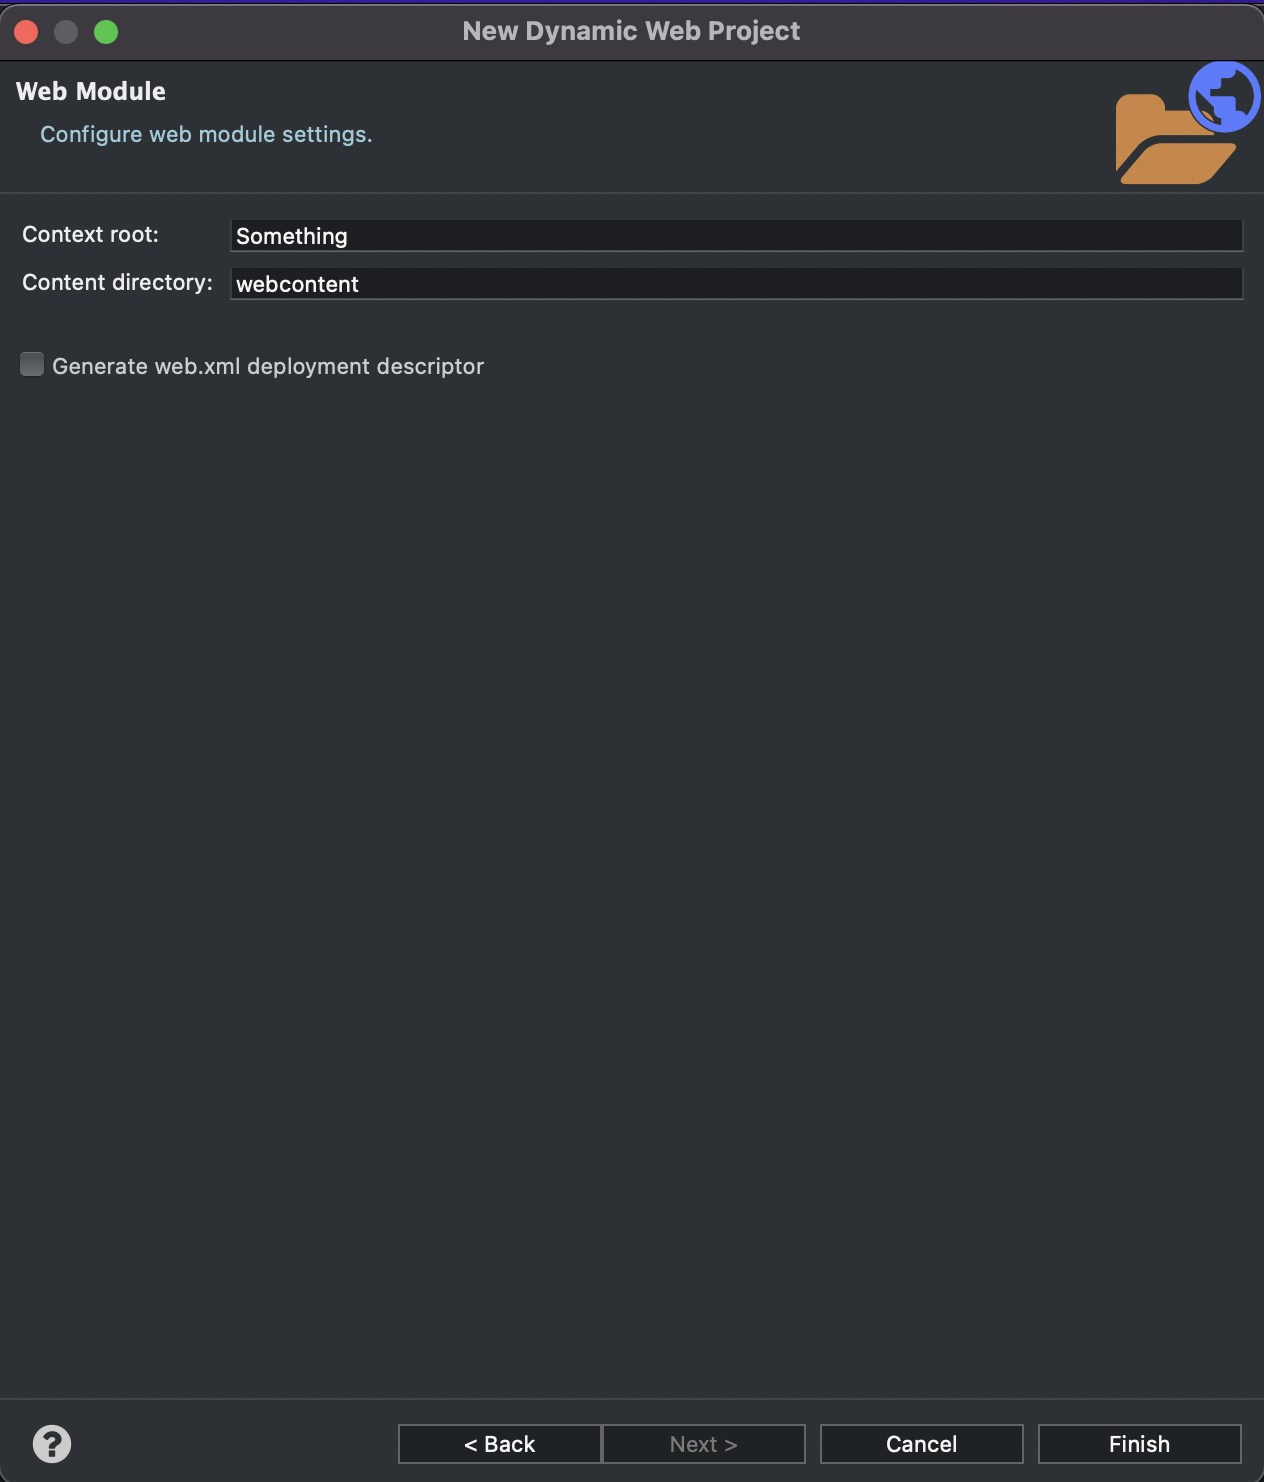 New Dynamic Web Project
Web Module
Configure web module settings.
Context root: Something
Content directory: webcontent
Generate web.xml deployment descriptor
? < Back Next > Cancel Finish